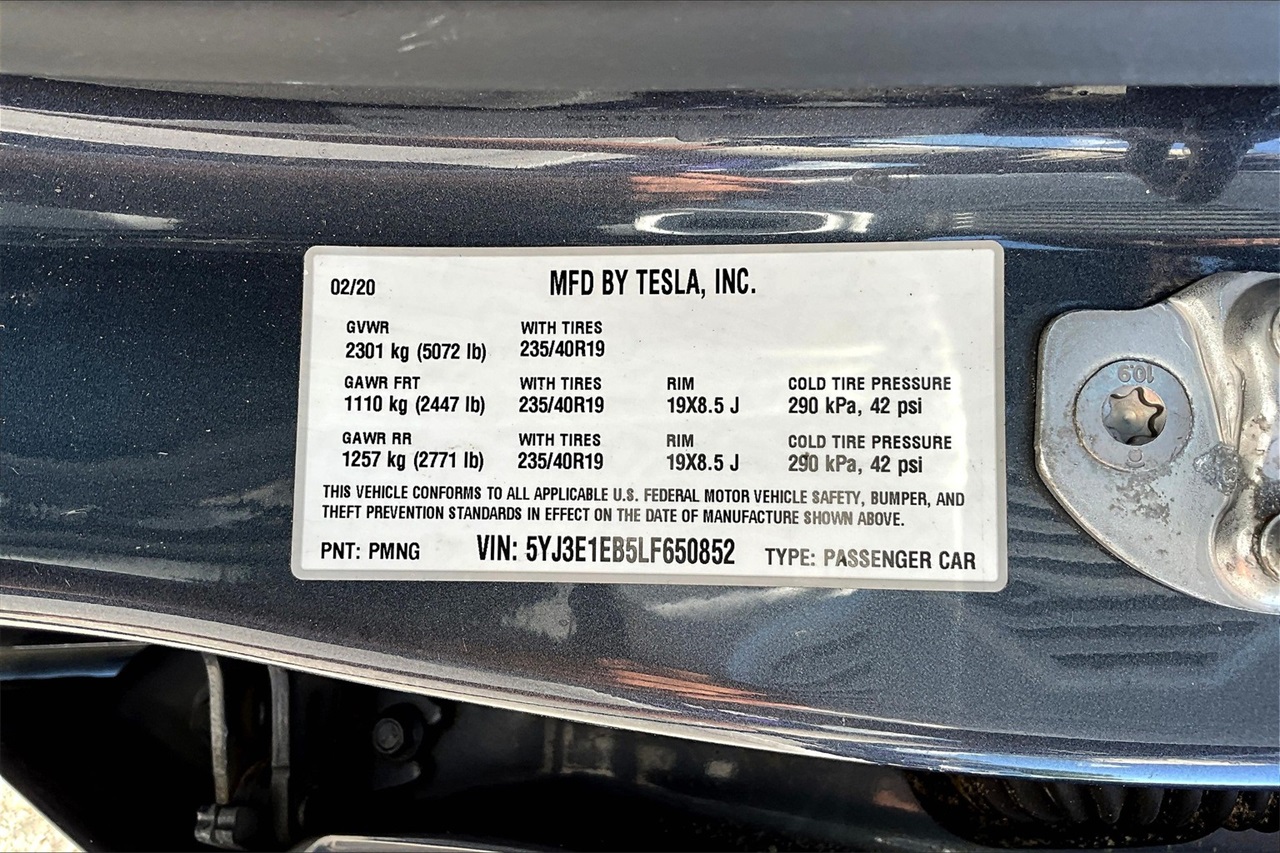 02/20 MFD BY TESLA, INC.
GVWR WITH TIRES
2301 kg (5072 lb) 235/40R19
GAWR FRT WITH TIRES RIM COLD TIRE PRESSURE
1110 kg (2447 lb) 235/40R19 19X8.5 J 290 kPa, 42 psi
GAWR RR WITH TIRES RIM COLD TIRE PRESSURE
1257 kg (2771 lb) 235/40R19 19X8.5 J 290 kPa, 42 psi
THIS VEHICLE CONFORMS TO ALL APPLICABLE U.S. FEDERAL MOTOR VEHICLE SAFETY, BUMPER, AND
THEFT PREVENTION STANDARDS IN EFFECT ON THE DATE OF MANUFACTURE SHOWN ABOVE.
PNT: PMNG VIN: 5YJ3E1EB5LF650852 TYPE: PASSENGER CAR
10.9